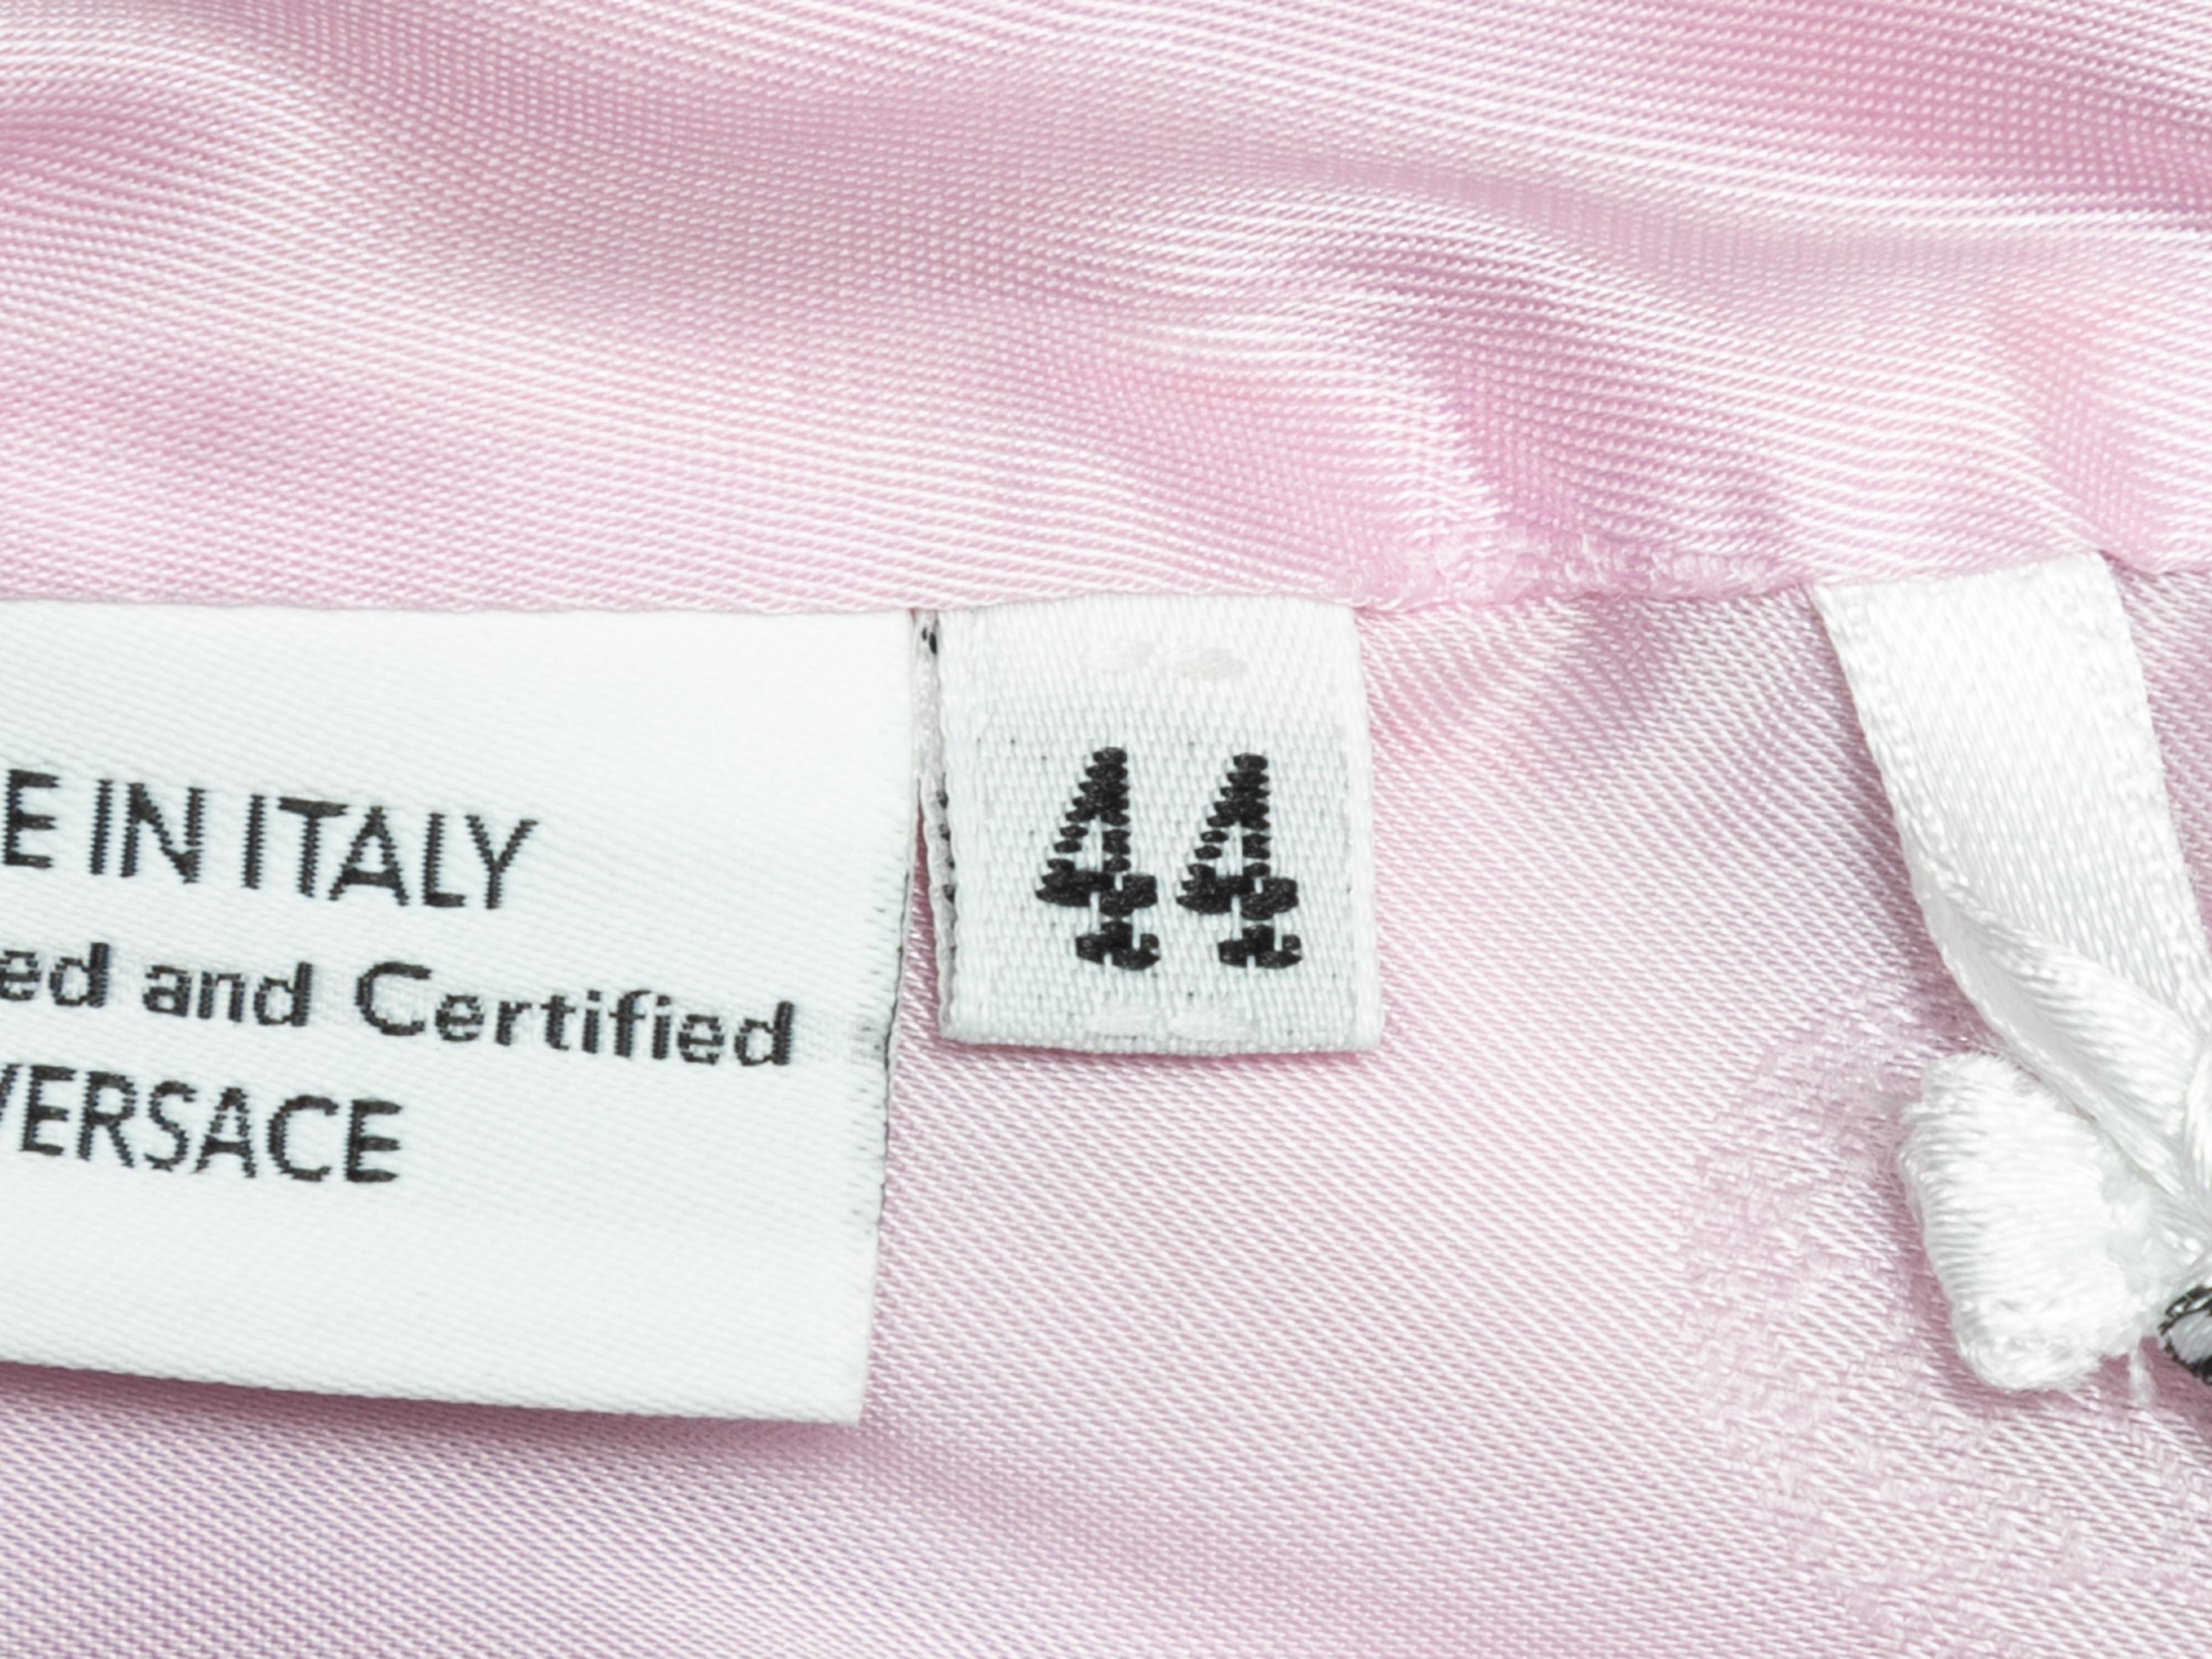 E IN ITALY
ed and Certified
VERSACE
44